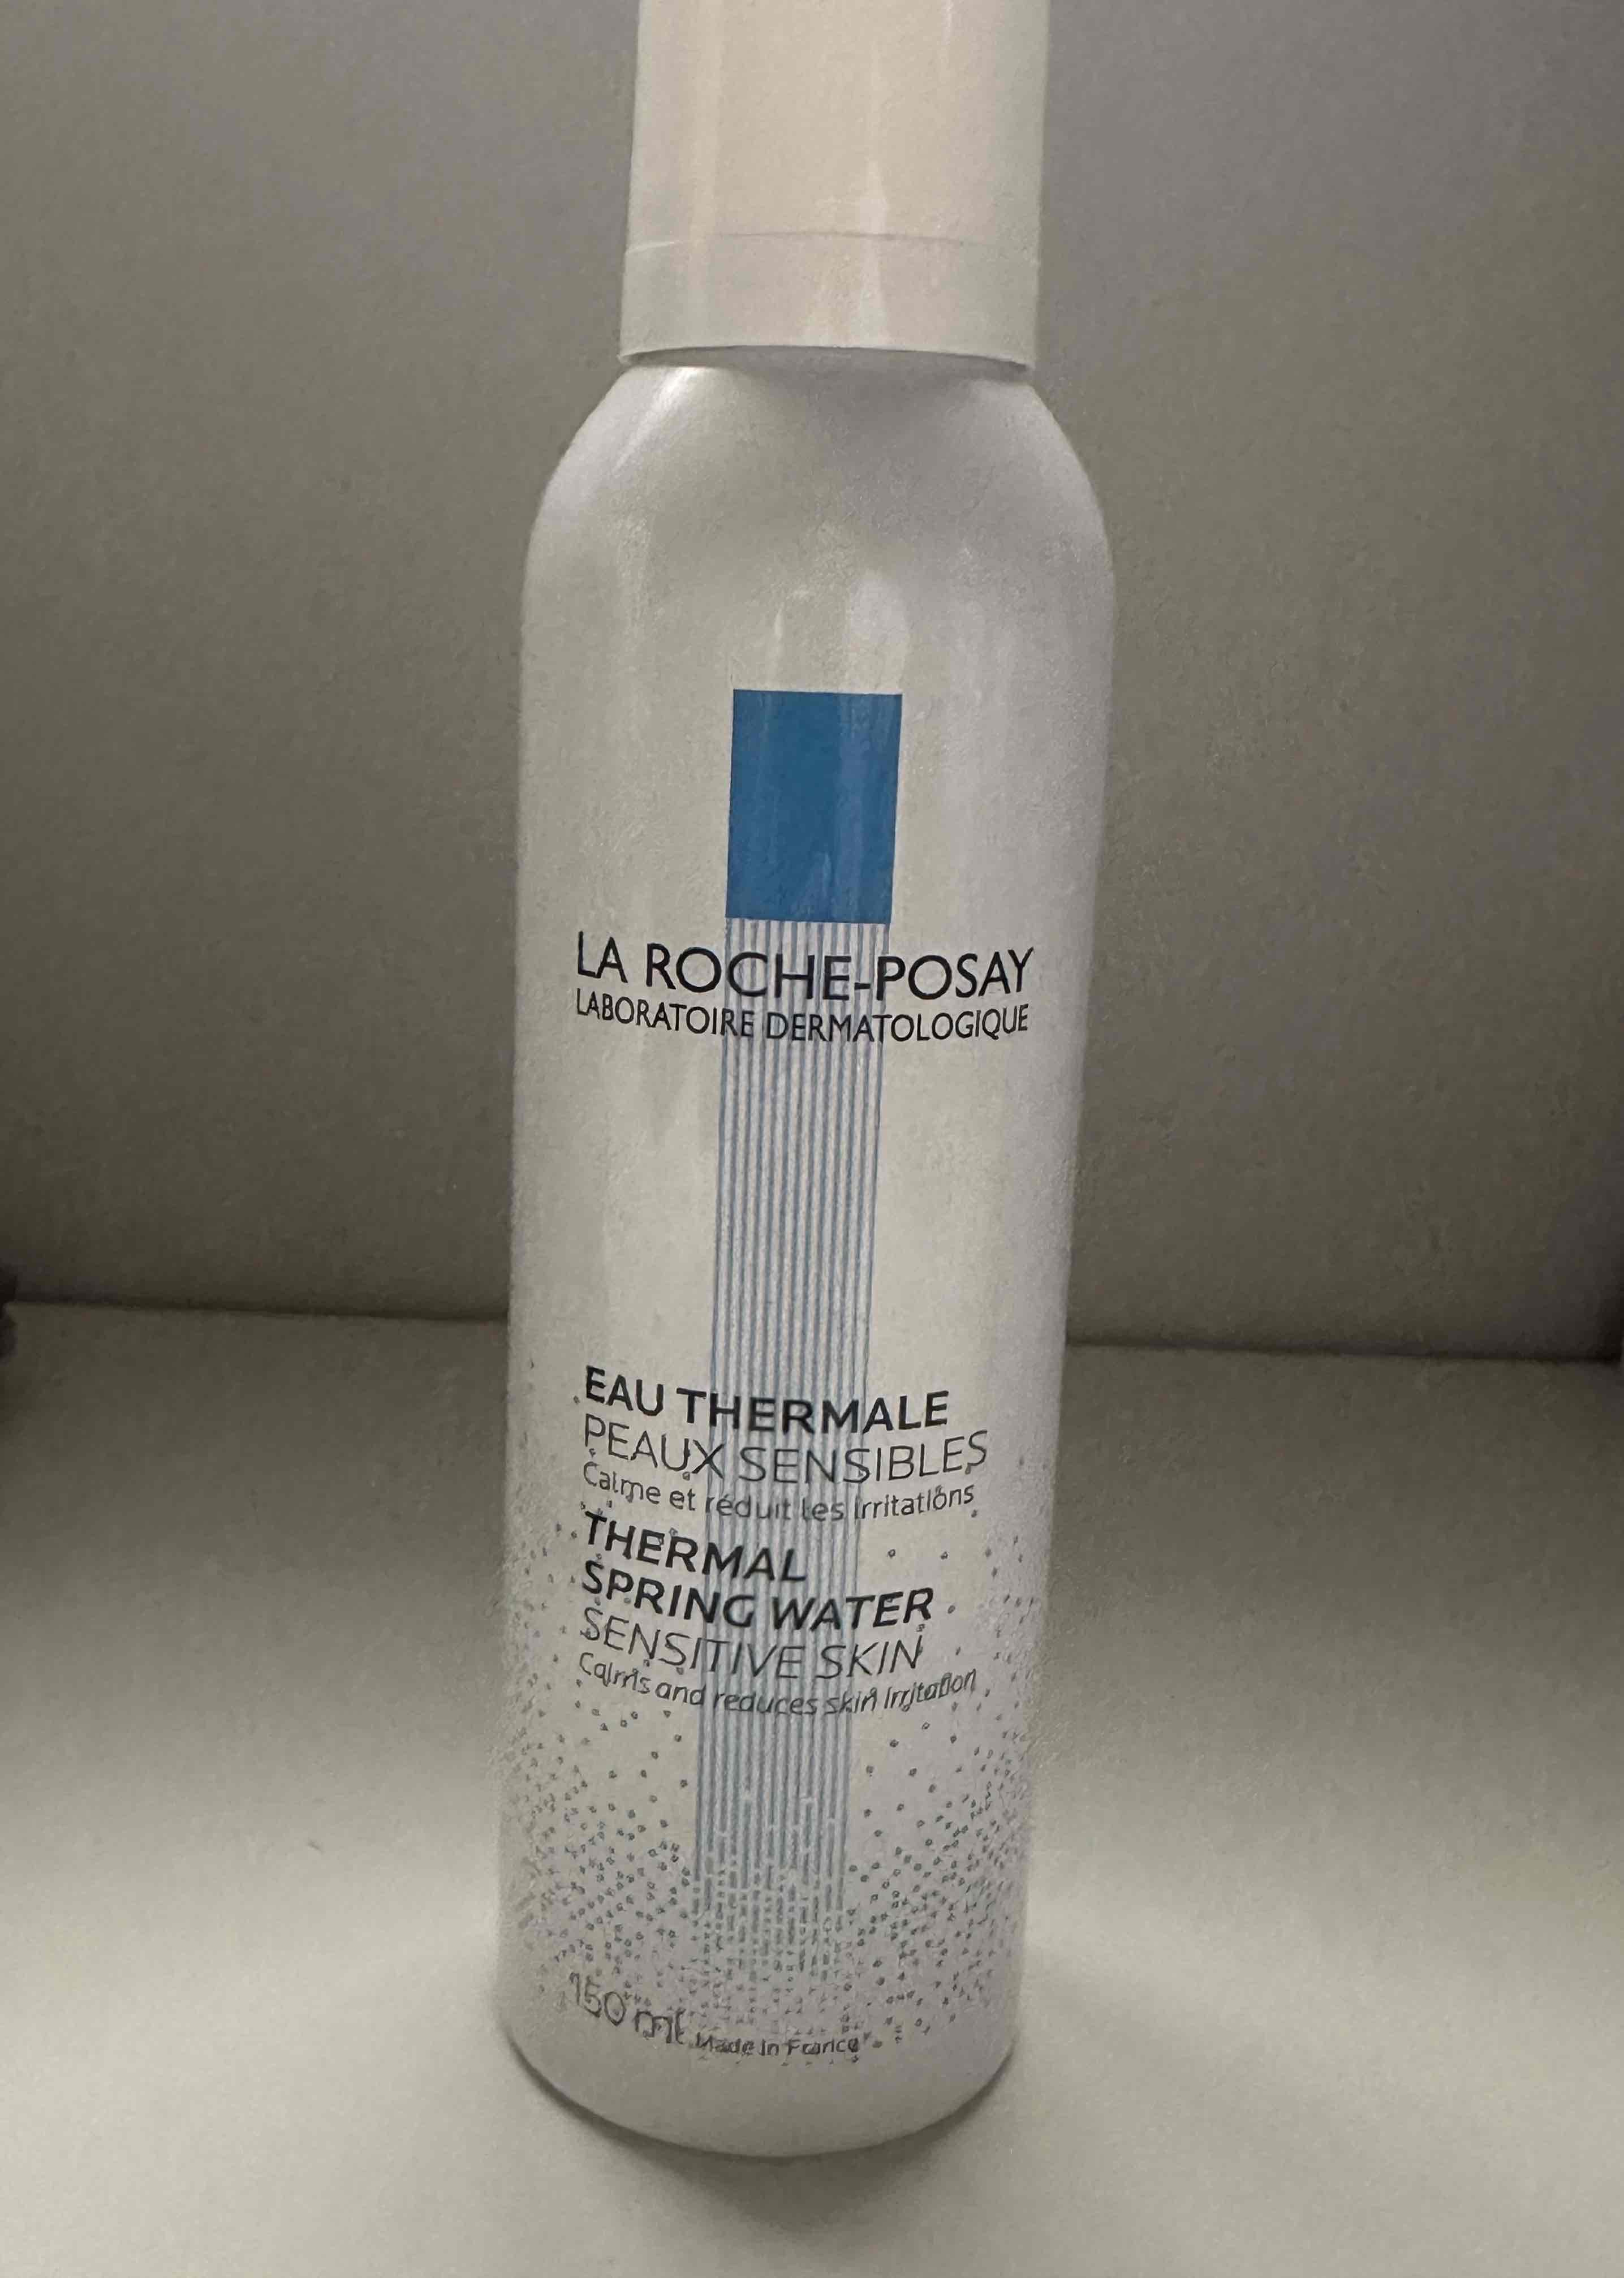 LA ROCHE-POSAY
LABORATOIRE DERMATOLOGIQUE
EAU THERMALE
PEAUX SENSIBLES
Calme et réduit les irritations
THERMAL
SPRING WATER
SENSITIVE SKIN
Calms and reduces skin irritation
150 ml Made in France